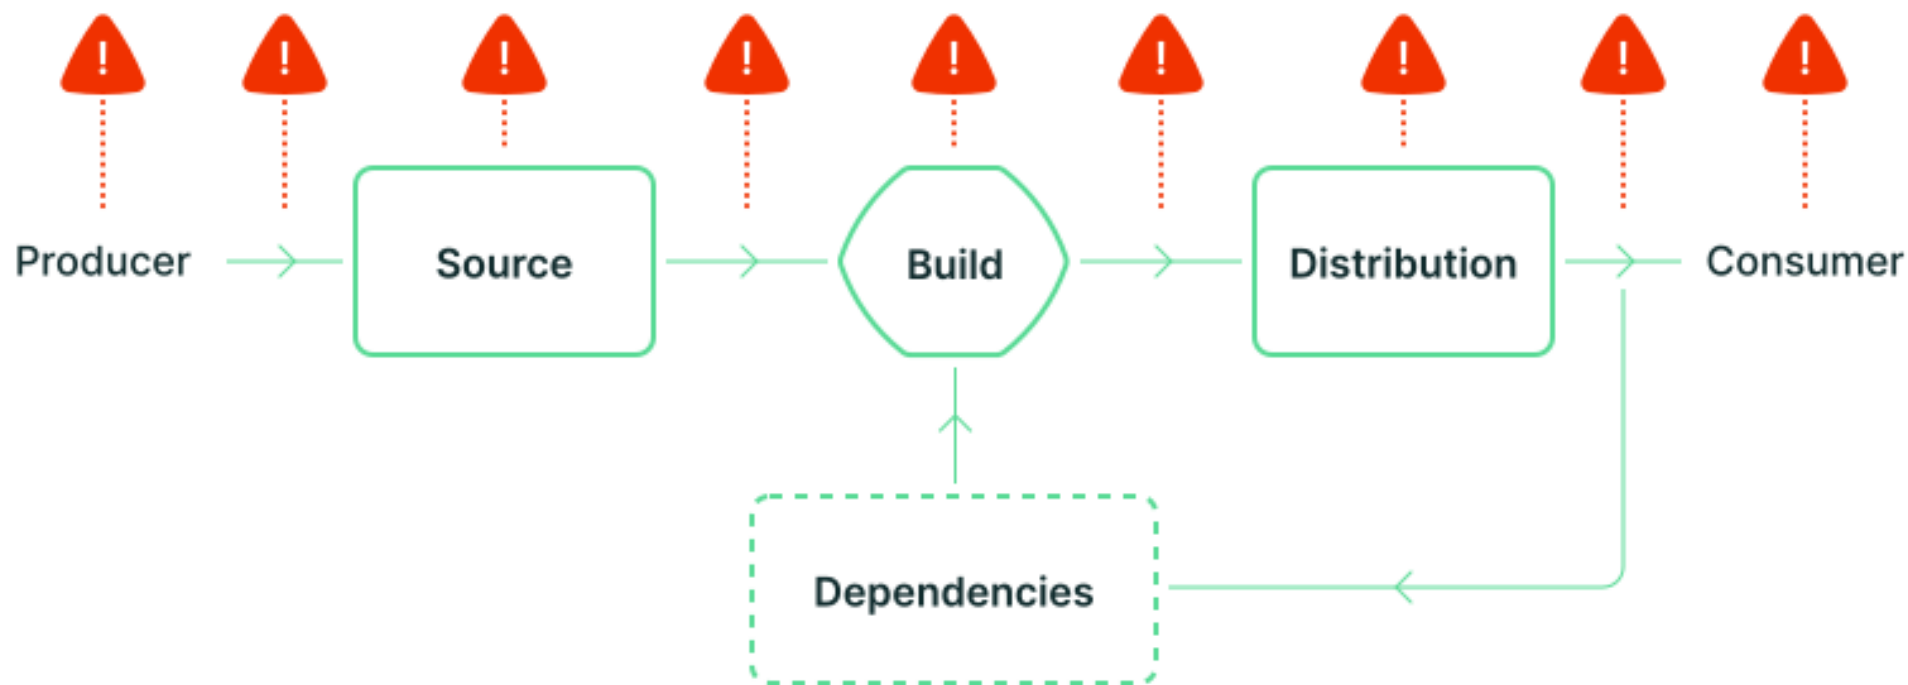 !
!
!
!
!
!
!
!
!
Producer
Source
Build
Distribution
Consumer
Dependencies